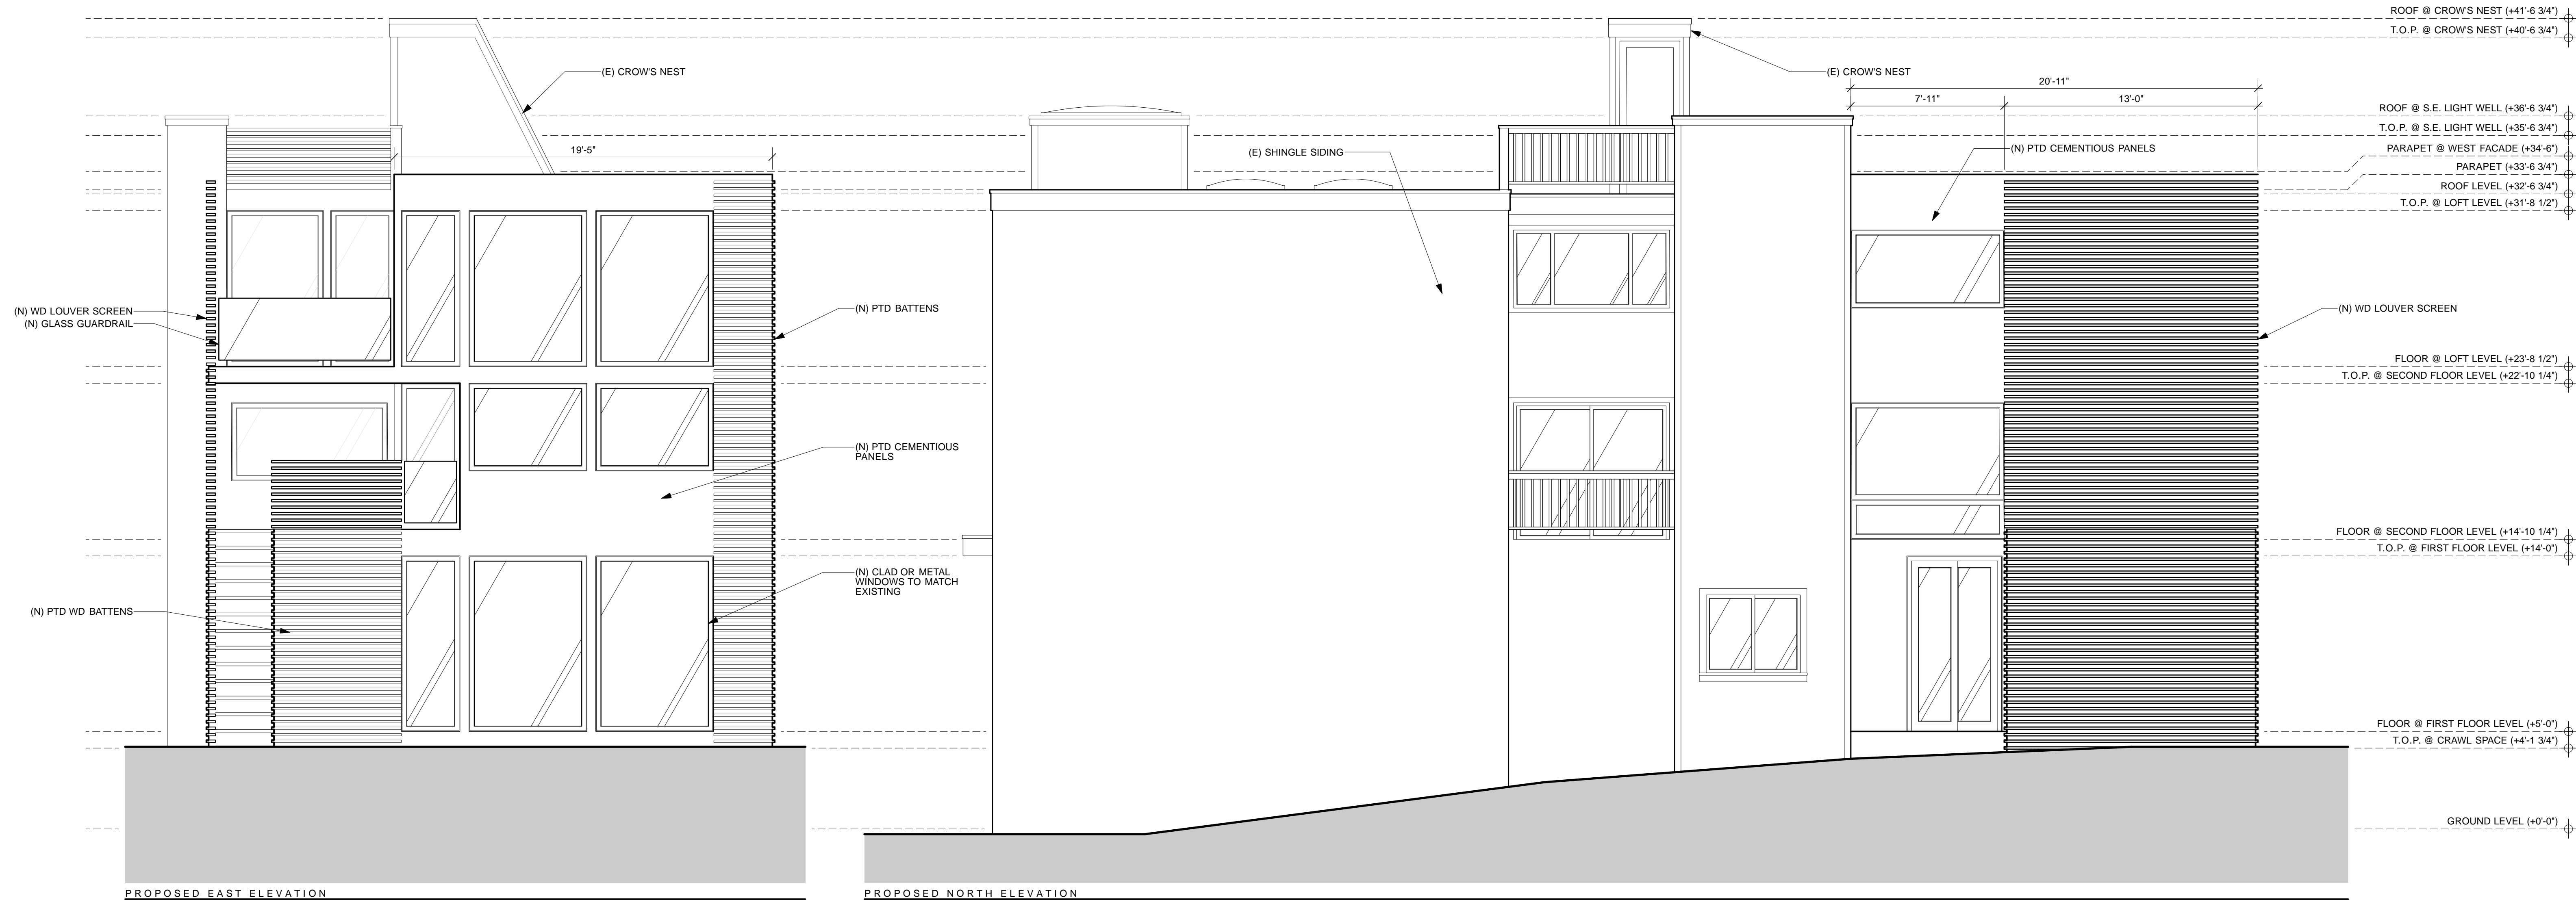 ROOF @ CROW'S NEST (+41'-6 3/4")
T.O.P. @ CROW'S NEST (+40'-6 3/4")
(E) CROW'S NEST
(E) CROW'S NEST
20'-11"
7'-11"
13'-0"
ROOF @ S.E. LIGHT WELL (+36'-6 3/4")
T.O.P. @ S.E. LIGHT WELL (+35'-6 3/4")
19'-5"
(E) SHINGLE SIDING
(N) PTD CEMENTIOUS PANELS
PARAPET @ WEST FACADE (+34'-6")
PARAPET (+33'-6 3/4")
ROOF LEVEL (+32'-6 3/4")
T.O.P. @ LOFT LEVEL (+31'-8 1/2")
(N) WD LOUVER SCREEN
(N) GLASS GUARDRAIL
(N) PTD BATTENS
(N) WD LOUVER SCREEN
FLOOR @ LOFT LEVEL (+23'-8 1/2")
T.O.P. @ SECOND FLOOR LEVEL (+22'-10 1/4")
(N) PTD CEMENTIOUS
PANELS
FLOOR @ SECOND FLOOR LEVEL (+14'-10 1/4")
T.O.P. @ FIRST FLOOR LEVEL (+14'-0")
(N) CLAD OR METAL
WINDOWS TO MATCH
EXISTING
(N) PTD WD BATTENS
FLOOR @ FIRST FLOOR LEVEL (+5'-0")
T.O.P. @ CRAWL SPACE (+4'-1 3/4")
GROUND LEVEL (+0'-0")
PROPOSED EAST ELEVATION
PROPOSED NORTH ELEVATION